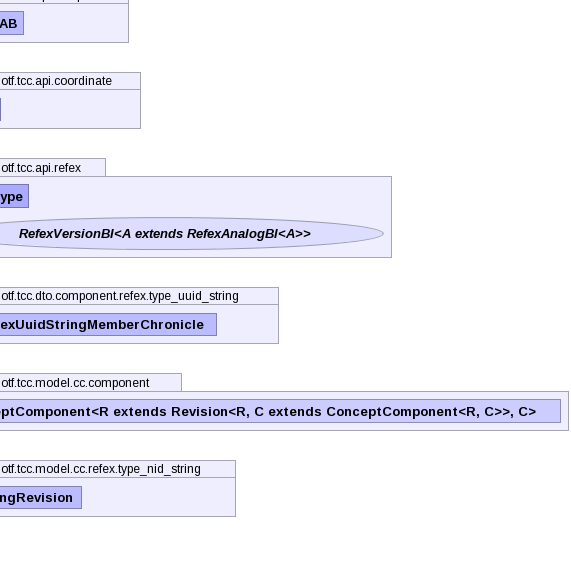 AB
otf.tcc.api.coordinate
otf.tcc.api.refex
ype
RefexVersionBI<A extends RefexAnalogBI<A>>
otf.tcc.dto.component.refex.type_uuid_string
exUuidStringMemberChronicle
otf.tcc.model.cc.component
eptComponent<R extends Revision<R, C extends ConceptComponent<R, C>>, C>
otf.tcc.model.cc.refex.type_nid_string
ngRevision